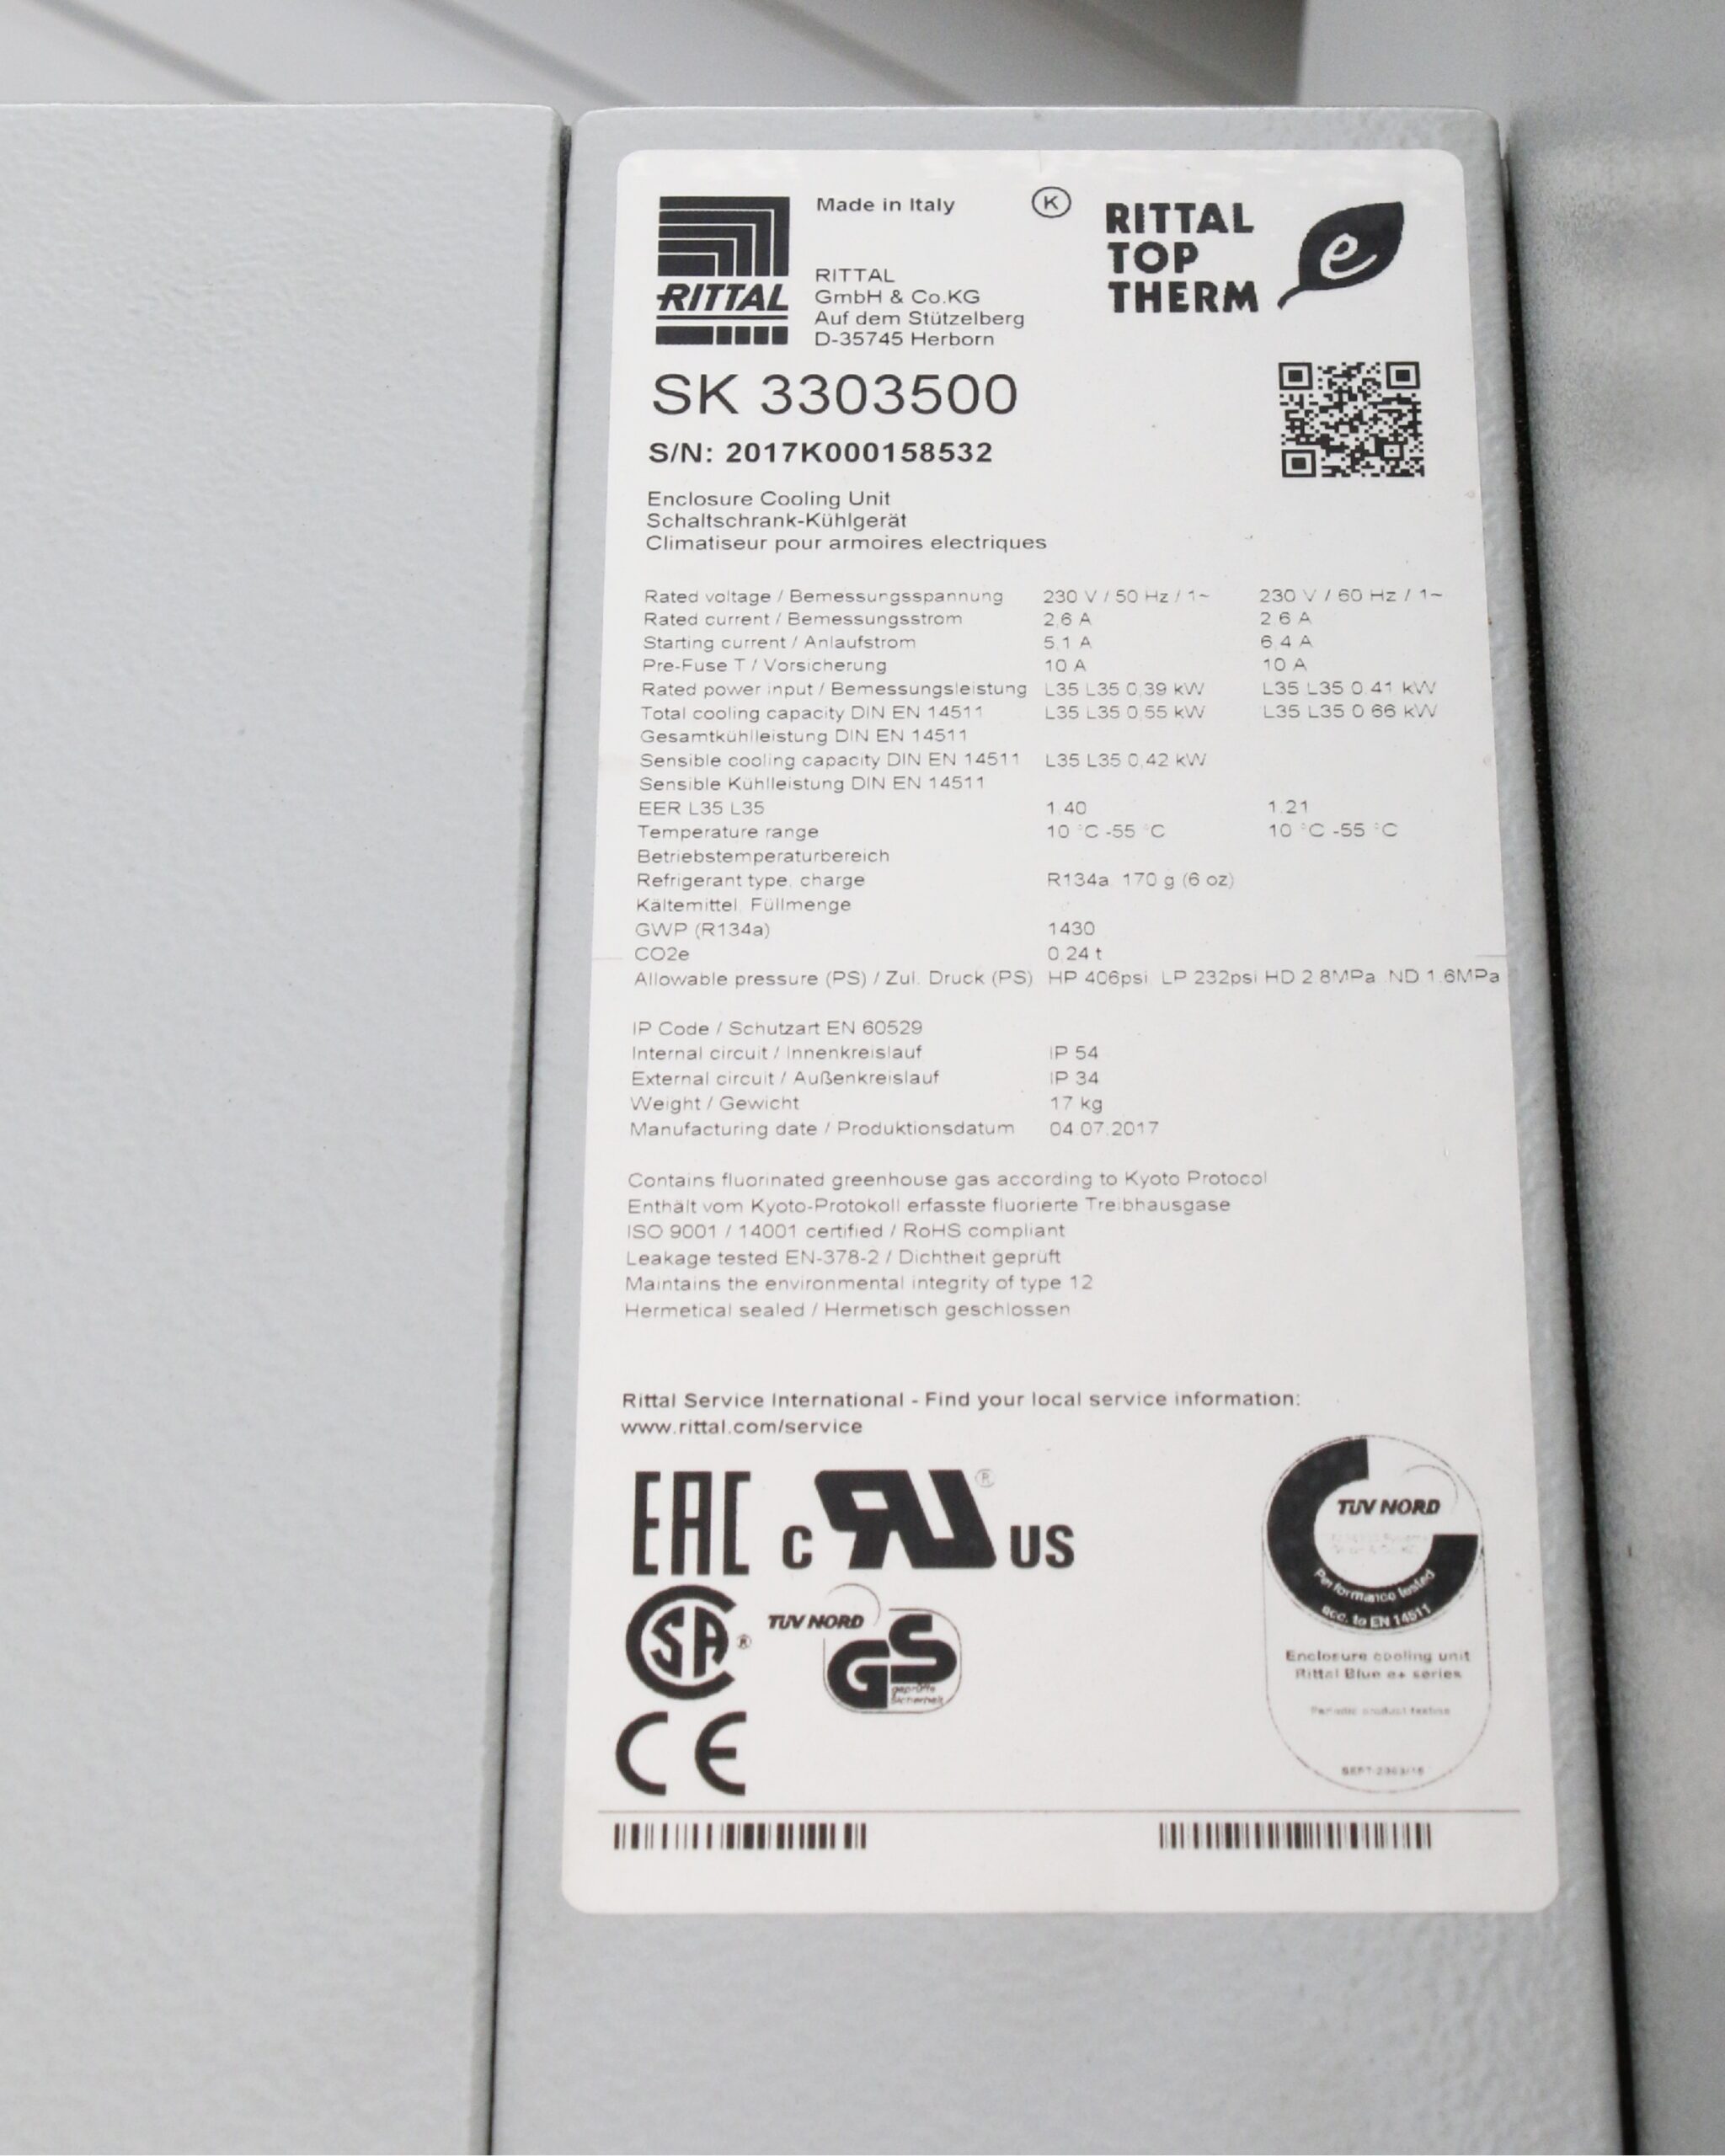 Made in Italy
K
RITTAL
TOP
THERM
e
RITTAL
RITTAL
GmbH & Co.KG
Auf dem Stützelberg
D-35745 Herborn
SK 3303500
S/N: 2017K000158532
Enclosure Cooling Unit
Schaltschrank-Kühlgerät
Climatiseur pour armoires electriques
Rated voltage / Bemessungsspannung 230 V / 50 Hz / 1~ 230 V / 60 Hz / 1~
Rated current / Bemessungsstrom 2,6 A 2,6 A
Starting current / Anlaufstrom 5,1 A 6,4 A
Pre-Fuse T / Vorsicherung 10 A 10 A
Rated power input / Bemessungsleistung L35 L35 0,39 kW L35 L35 0,41 kW
Total cooling capacity DIN EN 14511 L35 L35 0,55 kW L35 L35 0,66 kW
Gesamtkühlleistung DIN EN 14511
Sensible cooling capacity DIN EN 14511 L35 L35 0,42 kW
Sensible Kühlleistung DIN EN 14511
EER L35 L35 1.40 1.21
Temperature range 10 °C -55 °C 10 °C -55 °C
Betriebstemperaturbereich
Refrigerant type, charge R134a, 170 g (6 oz)
Kältemittel, Füllmenge
GWP (R134a) 1430
CO2e 0,24 t
Allowable pressure (PS) / Zul. Druck (PS) HP 406psi, LP 232psi HD 2.8MPa, ND 1.6MPa
IP Code / Schutzart EN 60529
Internal circuit / Innenkreislauf IP 54
External circuit / Außenkreislauf IP 34
Weight / Gewicht 17 kg
Manufacturing date / Produktionsdatum 04.07.2017
Contains fluorinated greenhouse gas according to Kyoto Protocol
Enthält vom Kyoto-Protokoll erfasste fluorierte Treibhausgase
ISO 9001 / 14001 certified / RoHS compliant
Leakage tested EN-378-2 / Dichtheit geprüft
Maintains the environmental integrity of type 12
Hermetical sealed / Hermetisch geschlossen
Rittal Service International - Find your local service information:
www.rittal.com/service
EAC c RU ® US
SA ®
TÜV NORD
GS
geprüfte
Sicherheit
CE
TÜV NORD
Performance tested
acc. to EN 14511
Enclosure cooling unit
Rittal Blue e+ series
Periodic product testing